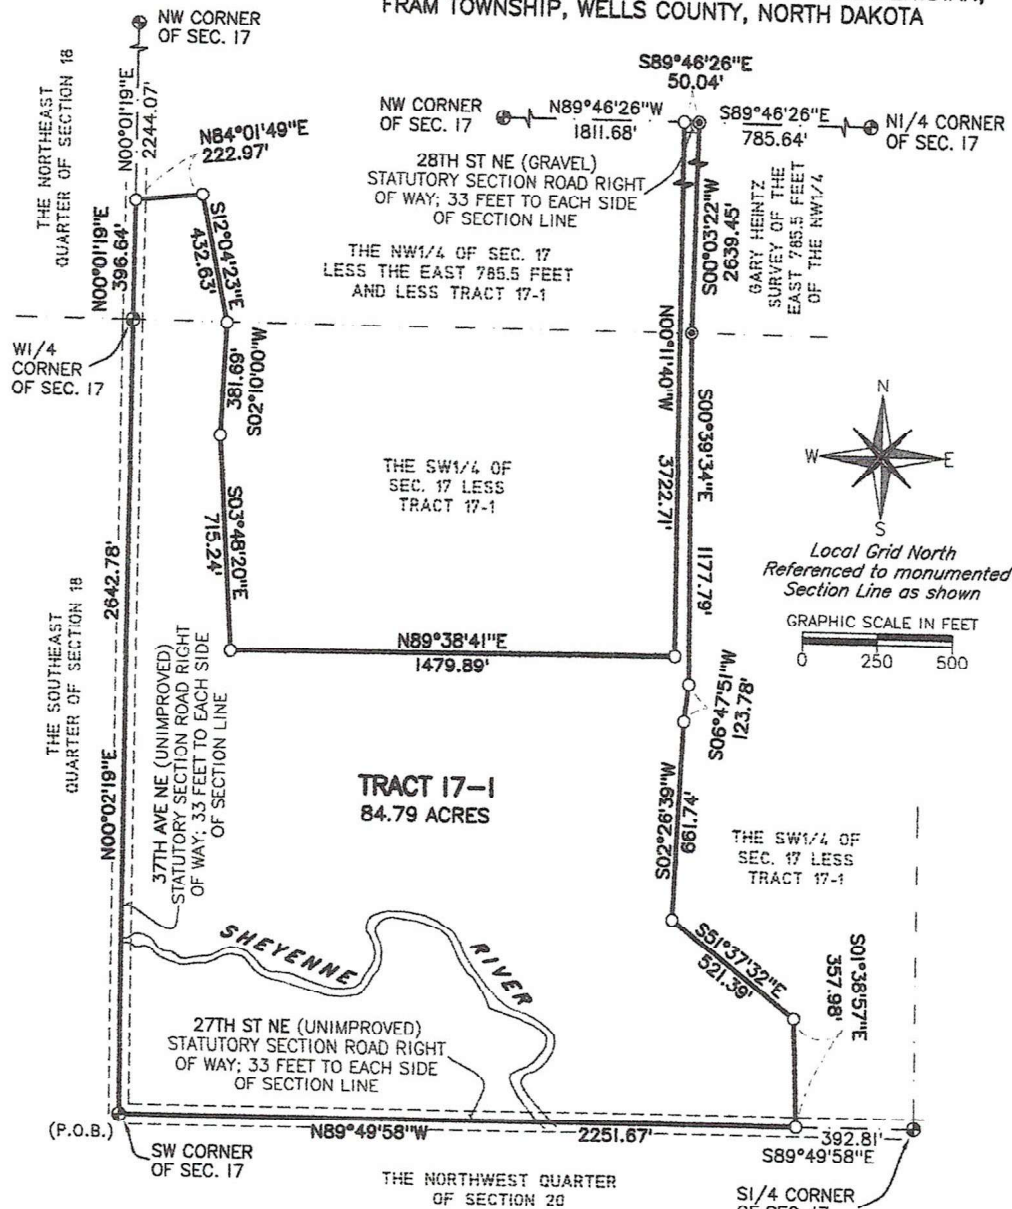 FRAM TOWNSHIP, WELLS COUNTY, NORTH DAKOTA
NW CORNER
OF SEC. 17
THE NORTHEAST
QUARTER OF SECTION 18
N00°01'19"E
2244.07'
N84°01'49"E
222.97'
S89°46'26"E
50.04'
NW CORNER
OF SEC. 17
N89°46'26"W
1811.68'
S89°46'26"E
785.64'
N1/4 CORNER
OF SEC. 17
28TH ST NE (GRAVEL)
STATUTORY SECTION ROAD RIGHT
OF WAY; 33 FEET TO EACH SIDE
OF SECTION LINE
THE NW1/4 OF SEC. 17
LESS THE EAST 785.5 FEET
AND LESS TRACT 17-1
S00°03'22"W
2639.45'
GARY HEINTZ
SURVEY OF THE
EAST 785.5 FEET
OF THE NW1/4
N00°01'19"E
396.64'
S12°04'23"E
432.63'
W1/4
CORNER
OF SEC. 17
S02°10'00"W
381.69'
N00°11'40"W
3722.71'
S00°39'34"E
1177.79'
THE SW1/4 OF
SEC. 17 LESS
TRACT 17-1
N
W
E
S
Local Grid North
Referenced to monumented
Section Line as shown
GRAPHIC SCALE IN FEET
0 250 500
S03°48'20"E
715.24'
N89°38'41"E
1479.89'
2642.78'
N00°02'19"E
THE SOUTHEAST
QUARTER OF SECTION 18
37TH AVE NE (UNIMPROVED)
STATUTORY SECTION ROAD RIGHT
OF WAY; 33 FEET TO EACH SIDE
OF SECTION LINE
S06°47'51"W
123.78'
TRACT 17-1
84.79 ACRES
S02°26'39"W
661.74'
THE SW1/4 OF
SEC. 17 LESS
TRACT 17-1
S51°37'32"E
521.39'
S01°38'57"E
357.98'
SHEYENNE
RIVER
27TH ST NE (UNIMPROVED)
STATUTORY SECTION ROAD RIGHT
OF WAY; 33 FEET TO EACH SIDE
OF SECTION LINE
(P.O.B.)
SW CORNER
OF SEC. 17
N89°49'58"W
2251.67'
392.81'
S89°49'58"E
THE NORTHWEST QUARTER
OF SECTION 20
S1/4 CORNER
OF SEC. 17